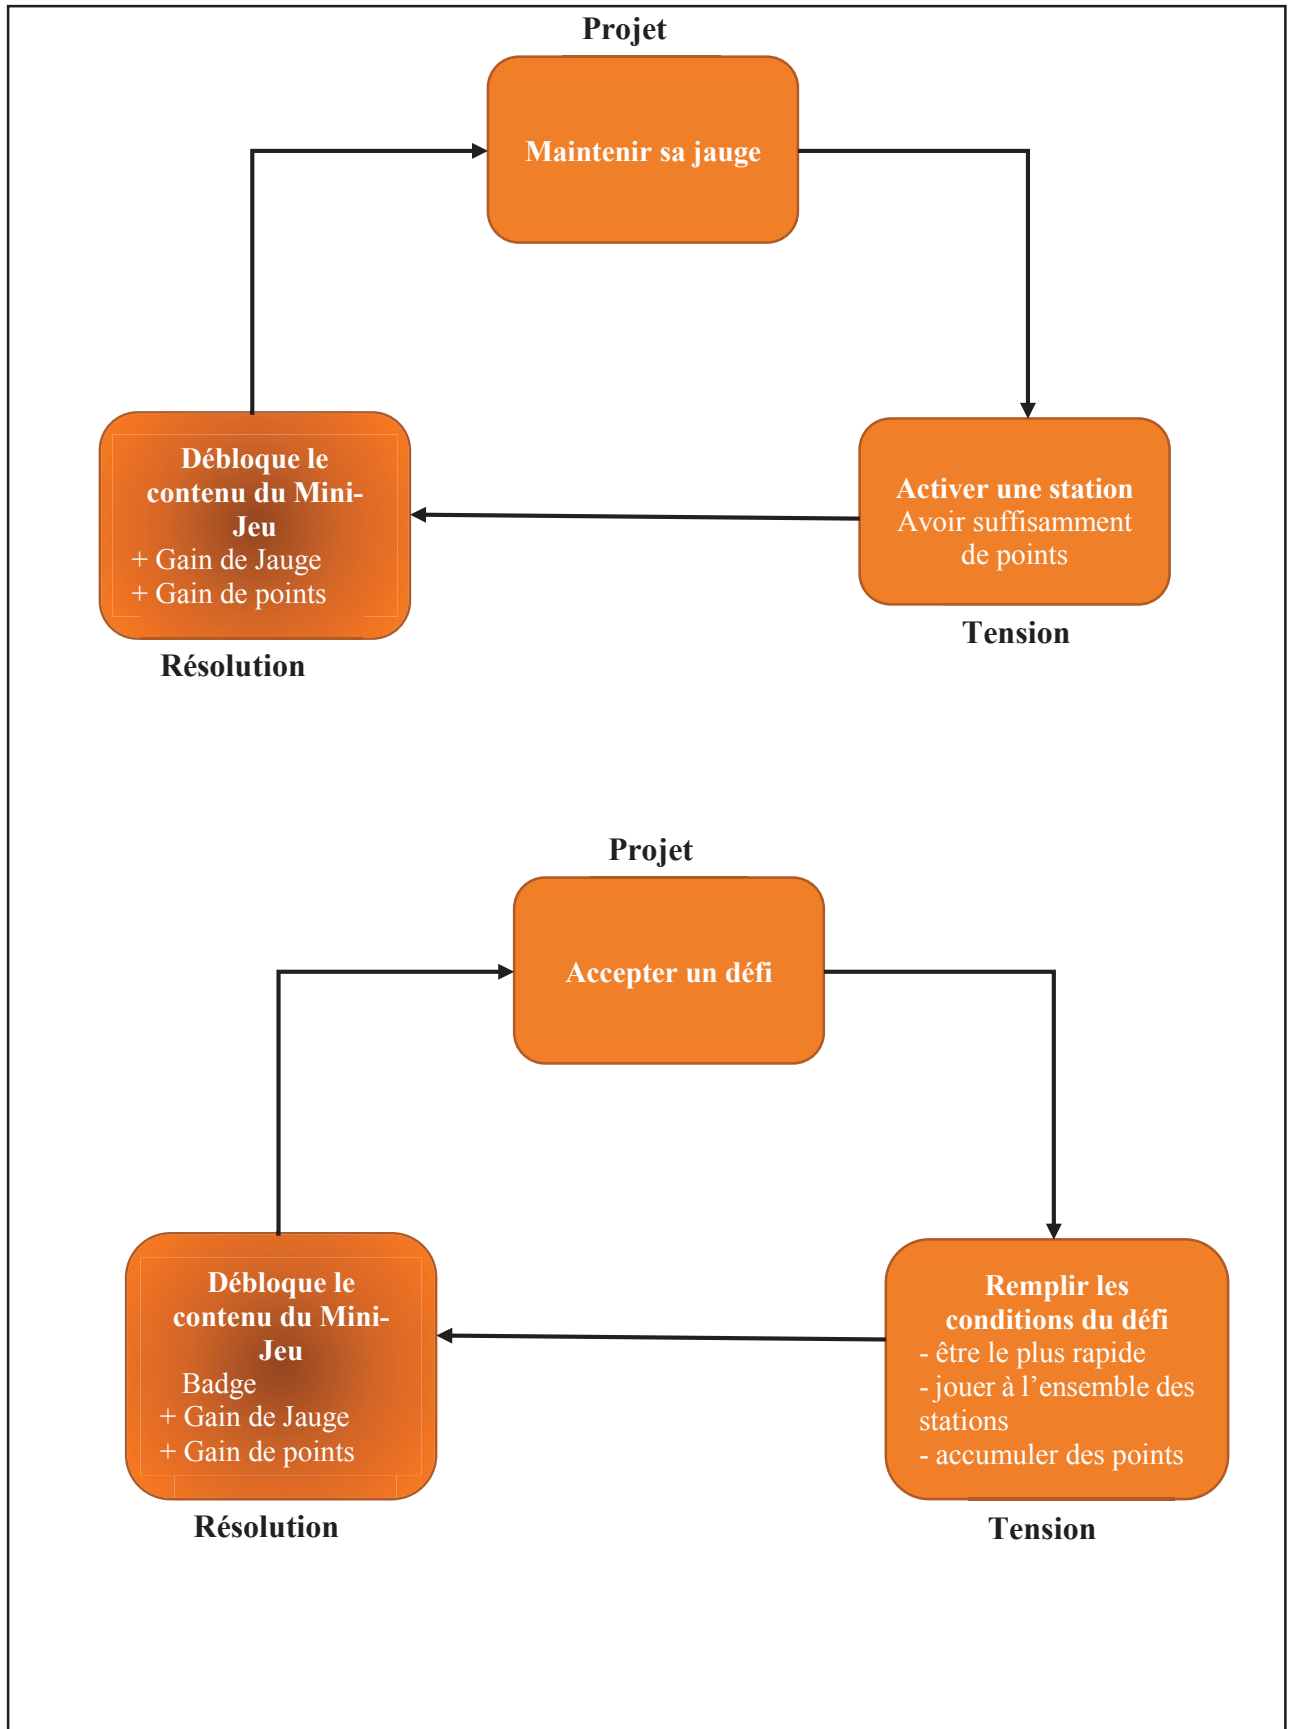 Projet
Maintenir sa jauge
Débloque le
contenu du Mini-
Jeu
+ Gain de Jauge
+ Gain de points
Résolution
Activer une station
Avoir suffisamment
de points
Tension
Projet
Accepter un défi
Débloque le
contenu du Mini-
Jeu
Badge
+ Gain de Jauge
+ Gain de points
Résolution
Remplir les
conditions du défi
- être le plus rapide
- jouer à l’ensemble des
stations
- accumuler des points
Tension